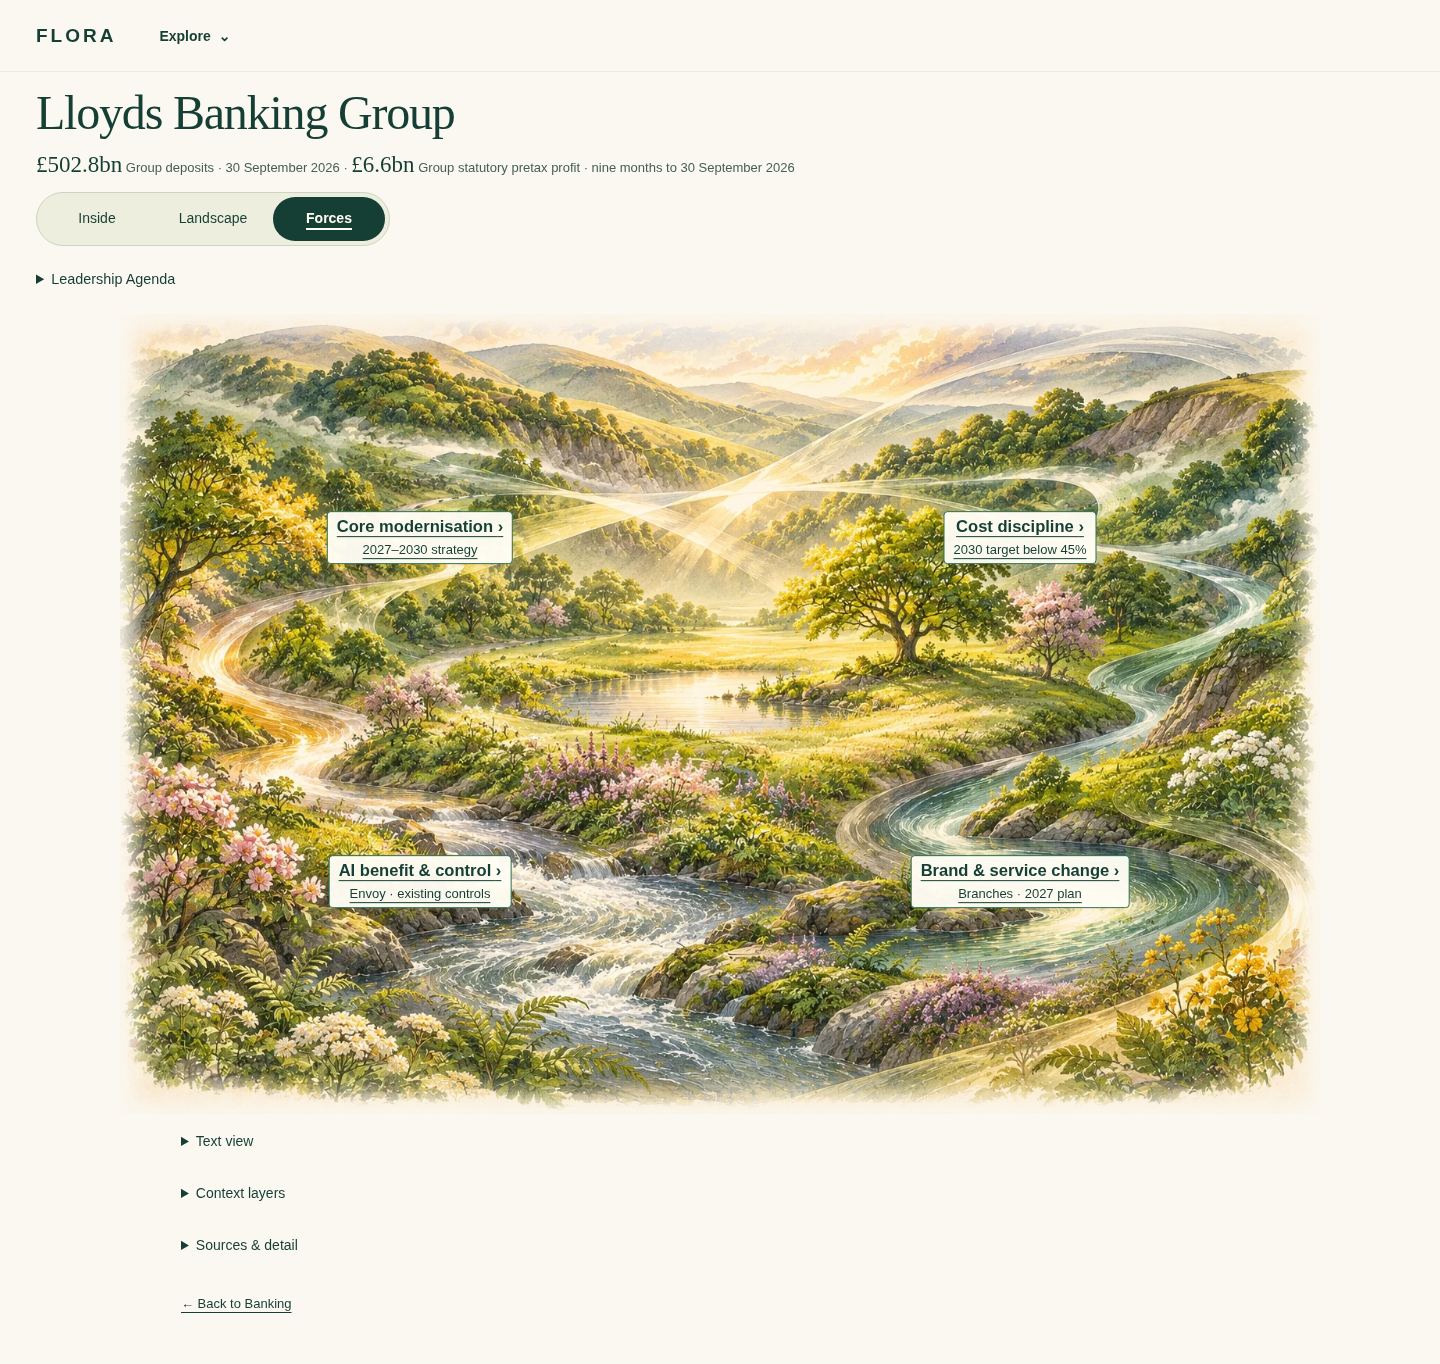 FLORA
Explore ⌄
Lloyds Banking Group
£502.8bn Group deposits · 30 September 2026 · £6.6bn Group statutory pretax profit · nine months to 30 September 2026
Inside
Landscape
Forces
▶ Leadership Agenda
Core modernisation ›
2027–2030 strategy
Cost discipline ›
2030 target below 45%
AI benefit & control ›
Envoy · existing controls
Brand & service change ›
Branches · 2027 plan
▶ Text view
▶ Context layers
▶ Sources & detail
← Back to Banking